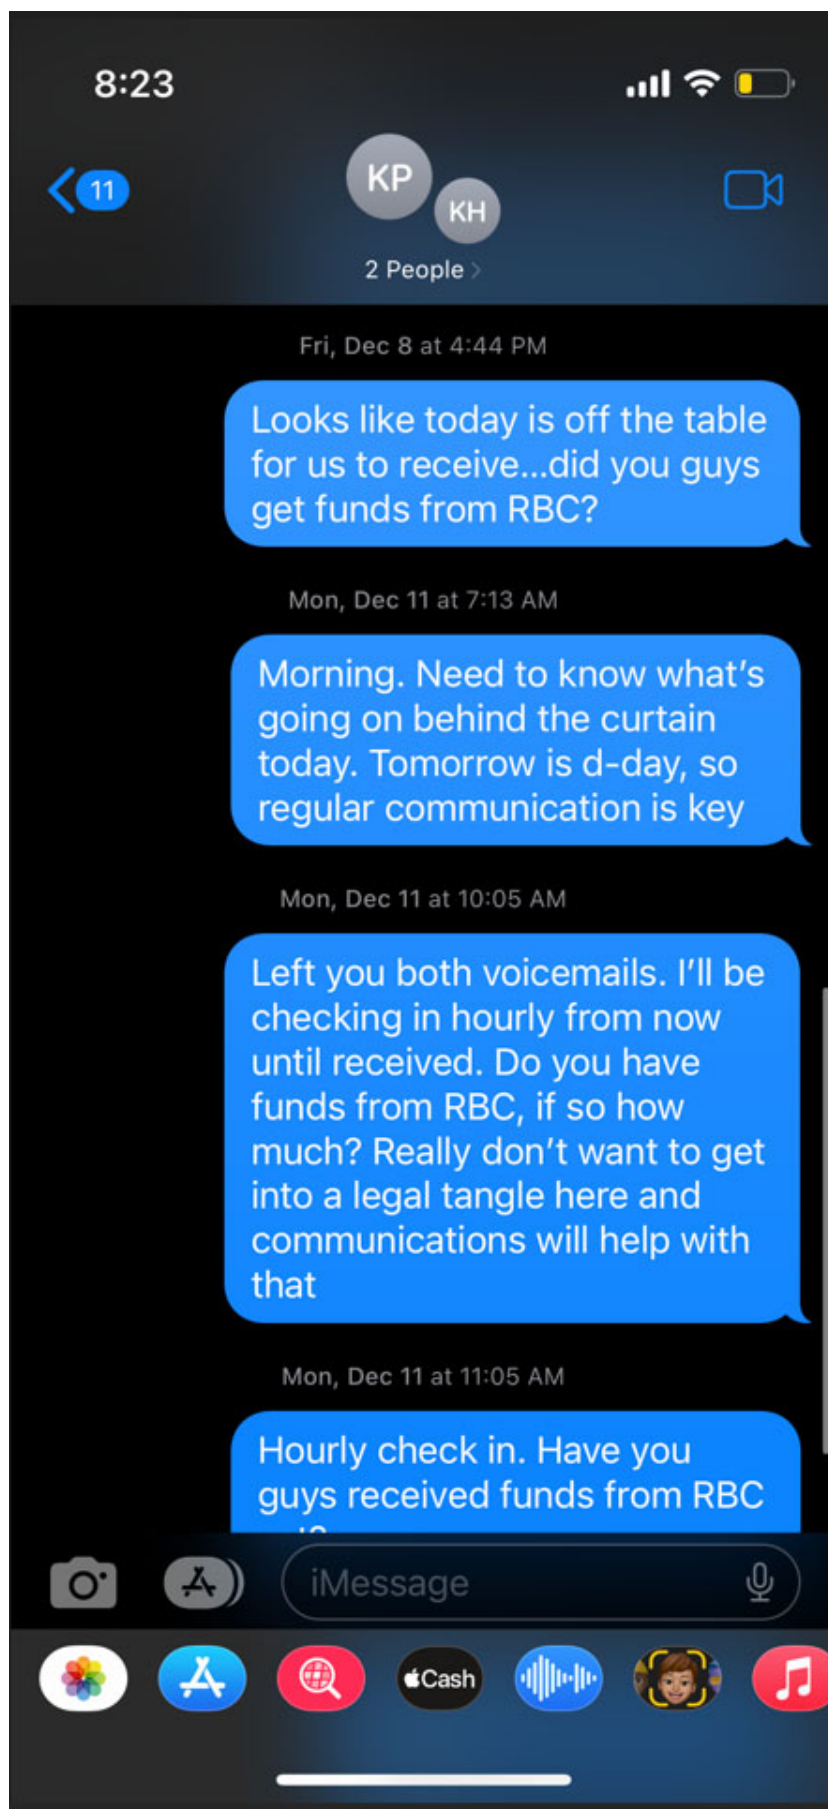 8:23
11
KP
KH
2 People
Fri, Dec 8 at 4:44 PM
Looks like today is off the table
for us to receive...did you guys
get funds from RBC?
Mon, Dec 11 at 7:13 AM
Morning. Need to know what's
going on behind the curtain
today. Tomorrow is d-day, so
regular communication is key
Mon, Dec 11 at 10:05 AM
Left you both voicemails. I'll be
checking in hourly from now
until received. Do you have
funds from RBC, if so how
much? Really don't want to get
into a legal tangle here and
communications will help with
that
Mon, Dec 11 at 11:05 AM
Hourly check in. Have you
guys received funds from RBC
iMessage
Cash